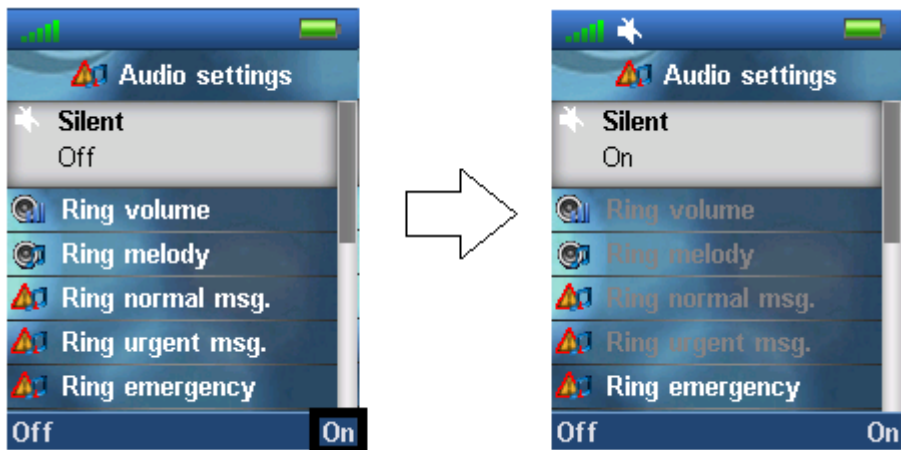 Audio settings
Silent
Off
Ring volume
Ring melody
Ring normal msg.
Ring urgent msg.
Ring emergency
Off On
Audio settings
Silent
On
Ring volume
Ring melody
Ring normal msg.
Ring urgent msg.
Ring emergency
Off On